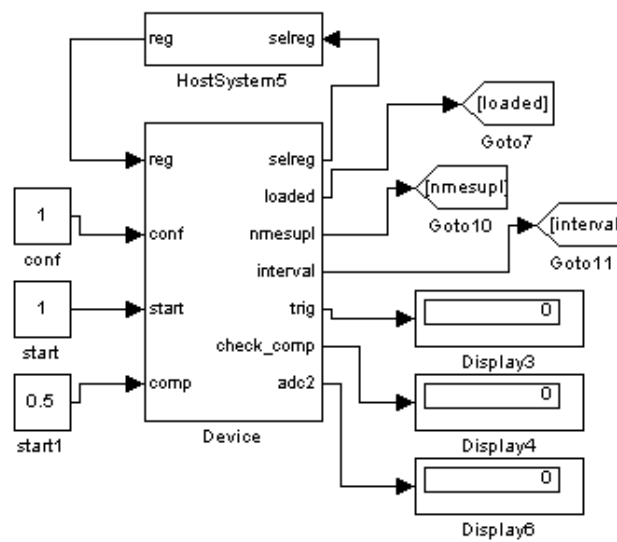 reg selreg
HostSystem5
[loaded]
Goto7
reg selreg
loaded
1 conf nmesupl [nmesupl]
conf Goto10
interval [interval
Goto11
1 start trig 0
start Display3
check_comp 0
0.5 comp adc2
start1 Device Display4
0
Display6